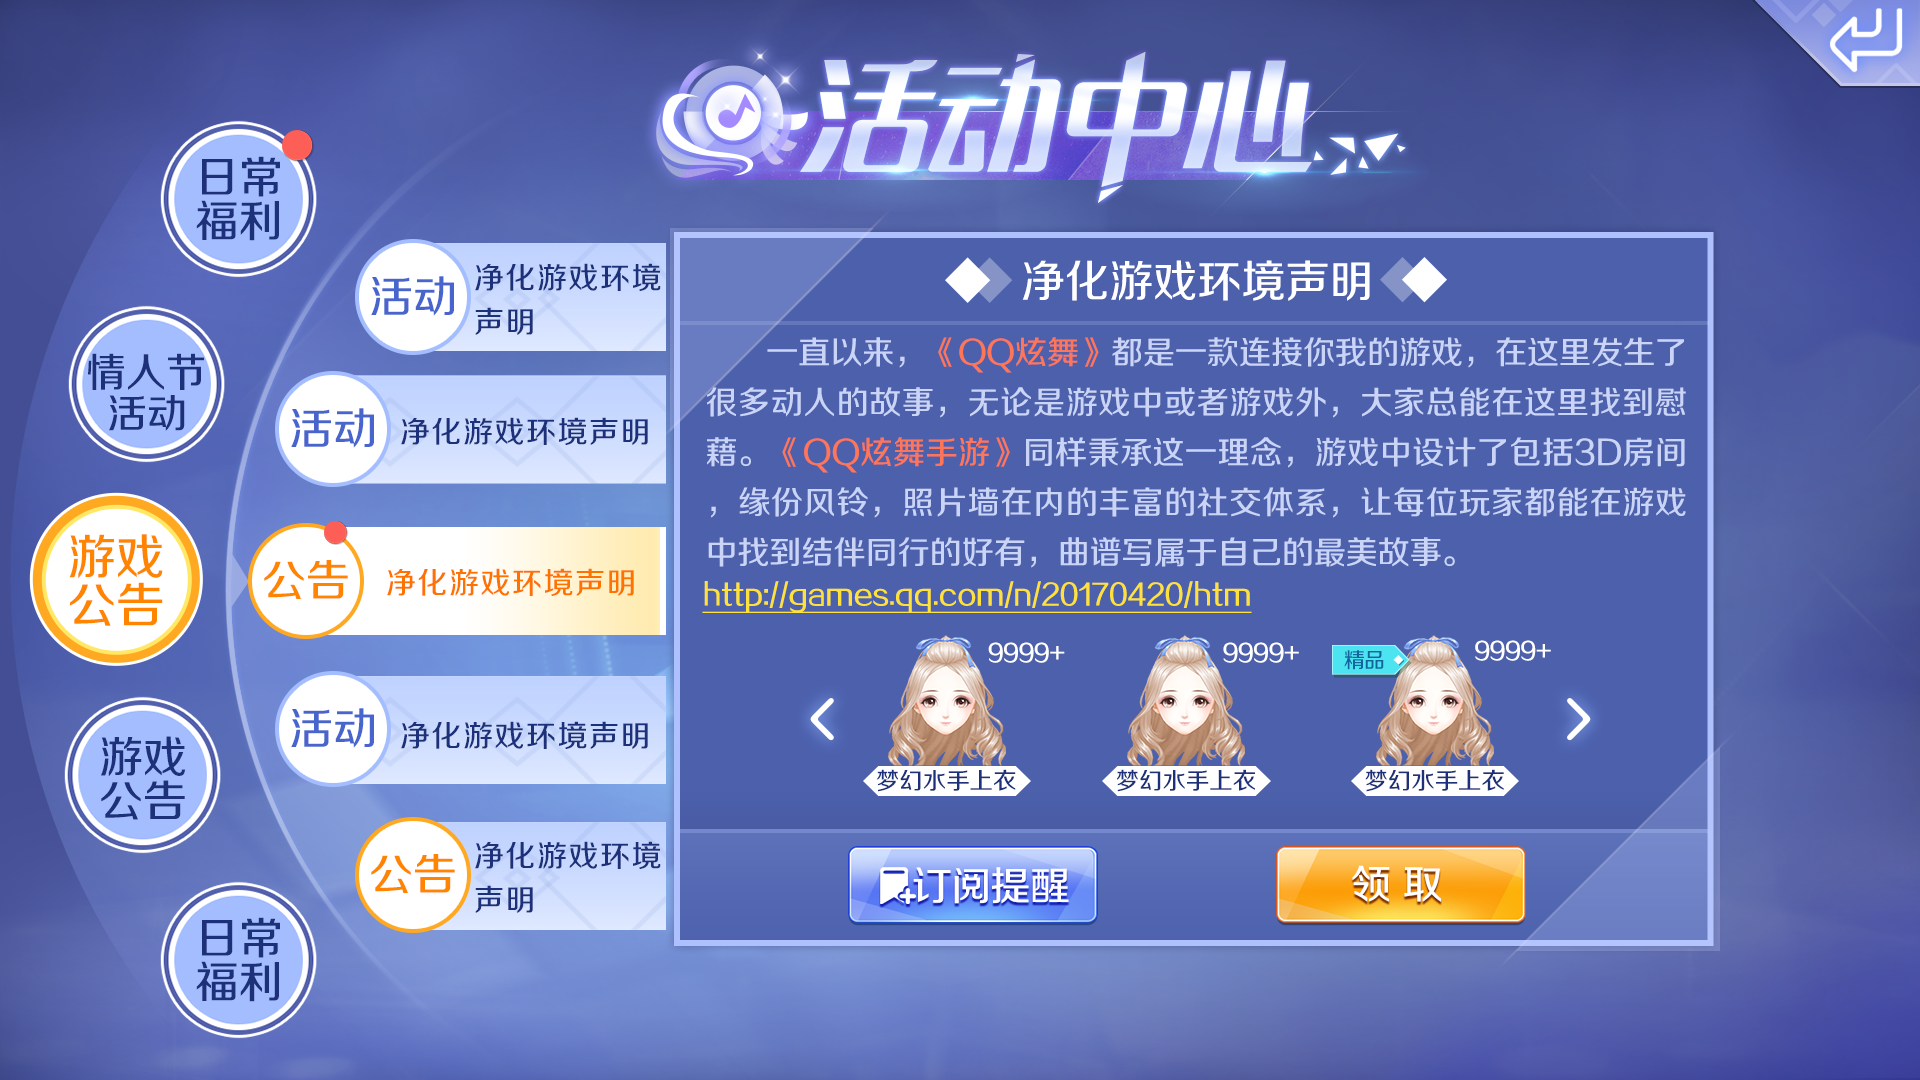 活动中心
日常
福利
情人节
活动
游戏
公告
游戏
公告
日常
福利
活动
净化游戏环境
声明
活动
净化游戏环境声明
公告
净化游戏环境声明
活动
净化游戏环境声明
公告
净化游戏环境
声明
净化游戏环境声明
一直以来，《QQ炫舞》都是一款连接你我的游戏，在这里发生了
很多动人的故事，无论是游戏中或者游戏外，大家总能在这里找到慰
藉。《QQ炫舞手游》同样秉承这一理念，游戏中设计了包括3D房间
，缘份风铃，照片墙在内的丰富的社交体系，让每位玩家都能在游戏
中找到结伴同行的好有，曲谱写属于自己的最美故事。
http://games.qq.com/n/20170420/htm
9999+
9999+
精品
9999+
梦幻水手上衣
梦幻水手上衣
梦幻水手上衣
订阅提醒
领取